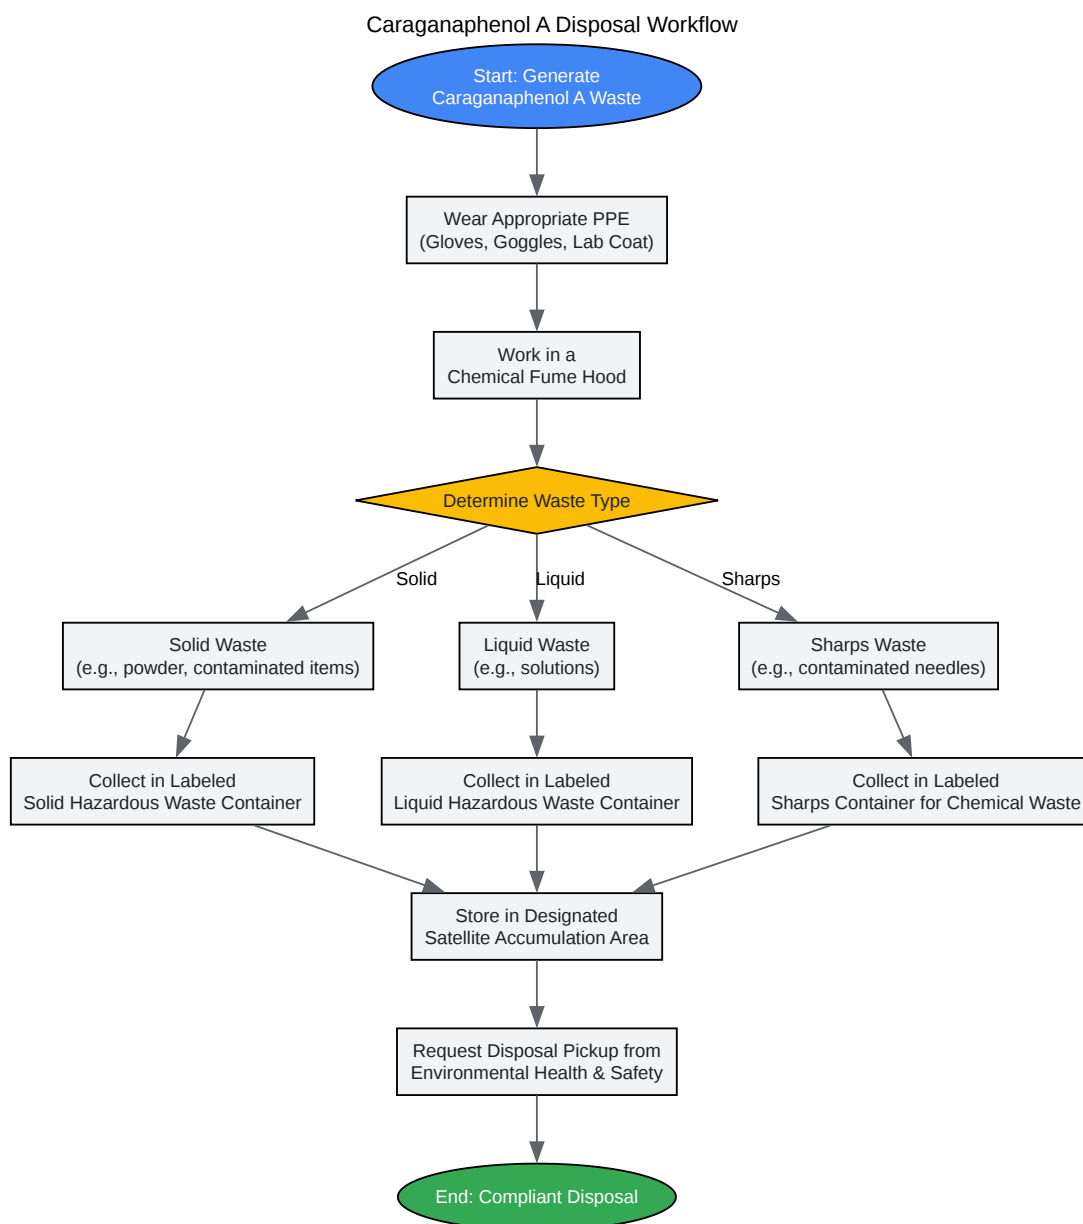 Caraganaphenol A Disposal Workflow
Start: Generate
Caraganaphenol A Waste
Wear Appropriate PPE
(Gloves, Goggles, Lab Coat)
Work in a
Chemical Fume Hood
Determine Waste Type
Solid
Liquid
Sharps
Solid Waste
(e.g., powder, contaminated items)
Liquid Waste
(e.g., solutions)
Sharps Waste
(e.g., contaminated needles)
Collect in Labeled
Solid Hazardous Waste Container
Collect in Labeled
Liquid Hazardous Waste Container
Collect in Labeled
Sharps Container for Chemical Waste
Store in Designated
Satellite Accumulation Area
Request Disposal Pickup from
Environmental Health & Safety
End: Compliant Disposal